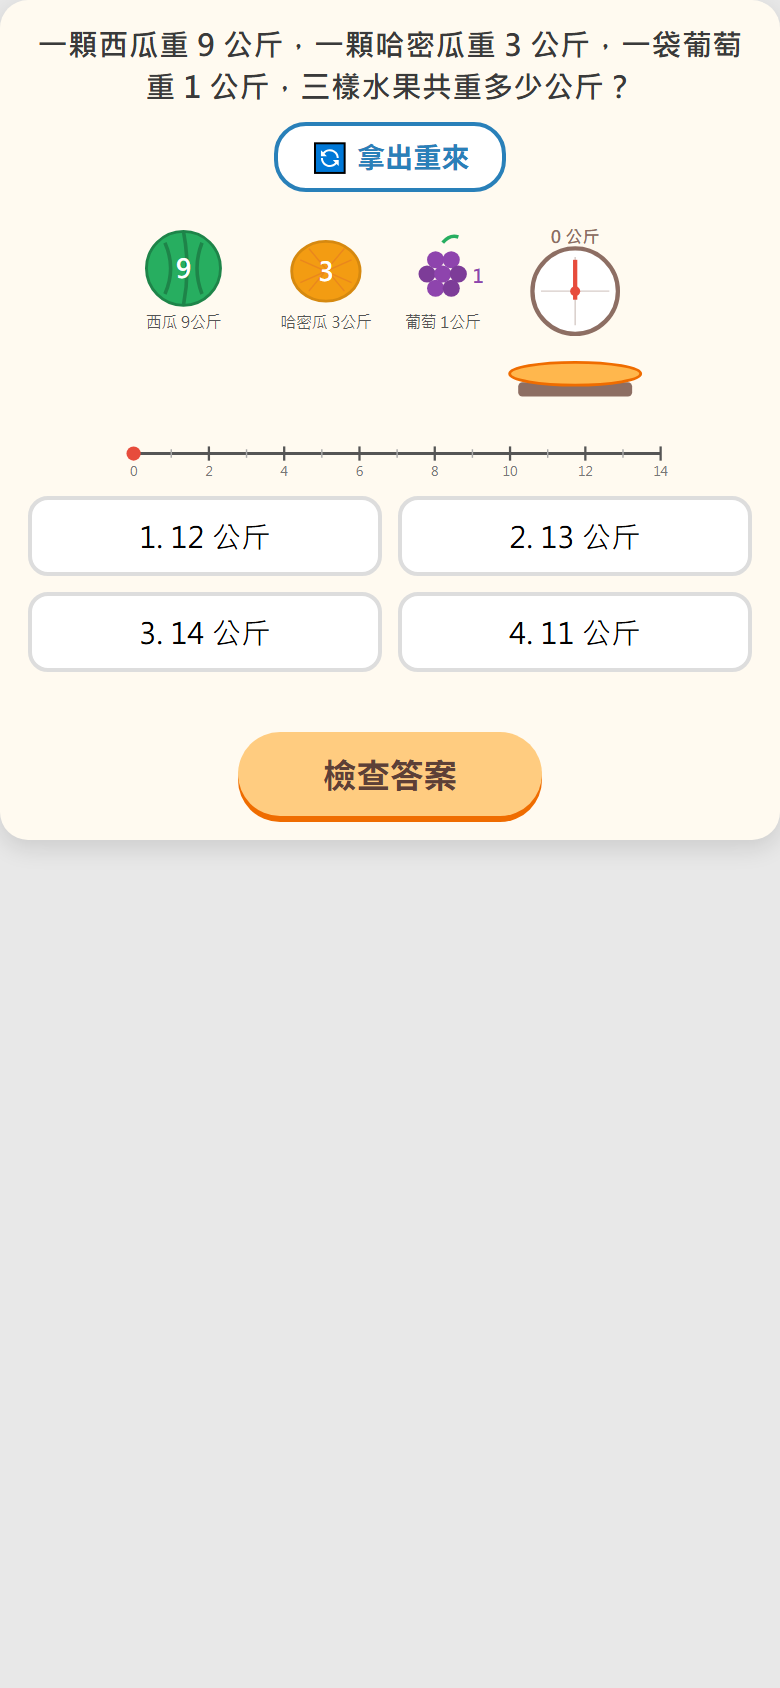 一顆西瓜重 9 公斤，一顆哈密瓜重 3 公斤，一袋葡萄
重 1 公斤，三樣水果共重多少公斤？
🔄 拿出重來
0 公斤
9
3
1
西瓜 9公斤
哈密瓜 3公斤
葡萄 1公斤
0 2 4 6 8 10 12 14
1. 12 公斤
2. 13 公斤
3. 14 公斤
4. 11 公斤
檢查答案